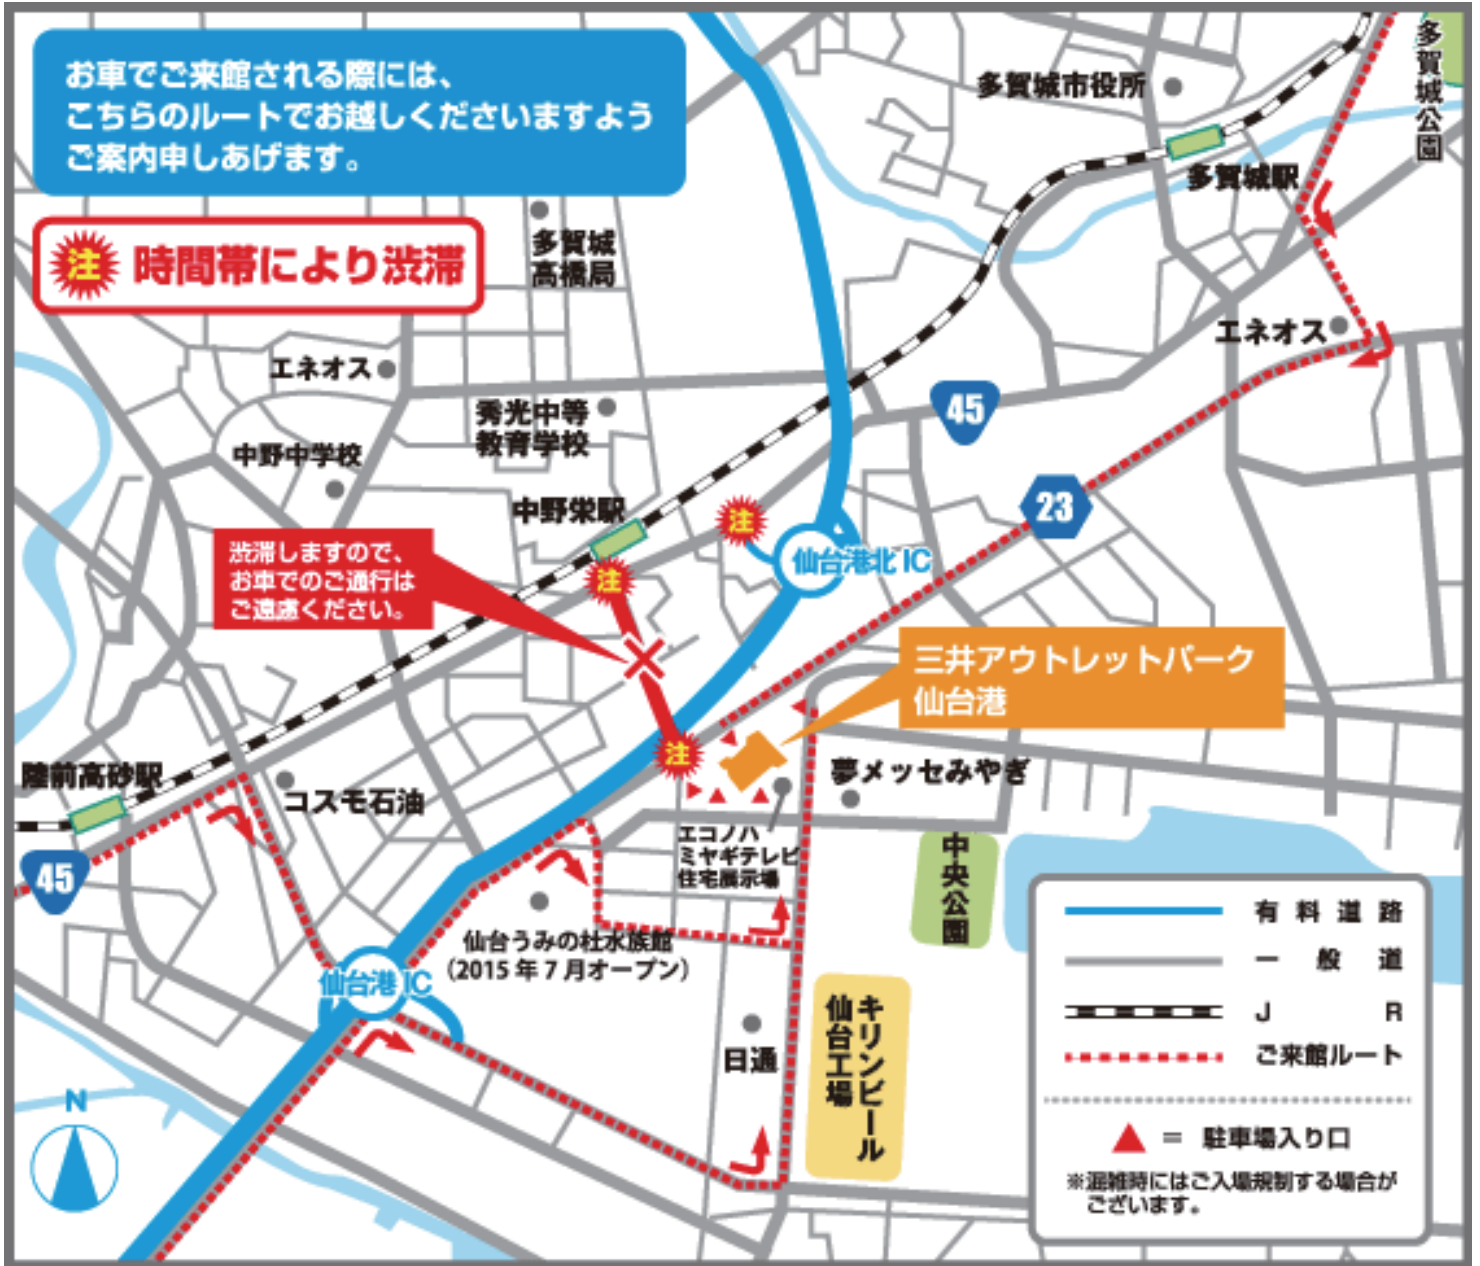 お車でご来館される際には、
こちらのルートでお越しくださいますよう
ご案内申しあげます。
注 時間帯により渋滞
多賀城公園
多賀城市役所
多賀城駅
多賀城
高橋局
エネオス
エネオス
秀光中等
教育学校
45
中野中学校
中野栄駅
23
注
注
渋滞しますので、
お車でのご通行は
ご遠慮ください。
仙台港北IC
三井アウトレットパーク
仙台港
注
陸前高砂駅
コスモ石油
夢メッセみやぎ
エコノハ
ミヤギテレビ
住宅展示場
45
中央公園
仙台うみの杜水族館
（2015年7月オープン）
仙台港IC
キリンビール
仙台工場
日通
N
有料道路
一般道
JR
ご来館ルート
▲ = 駐車場入り口
※混雑時にはご入場規制する場合が
ございます。